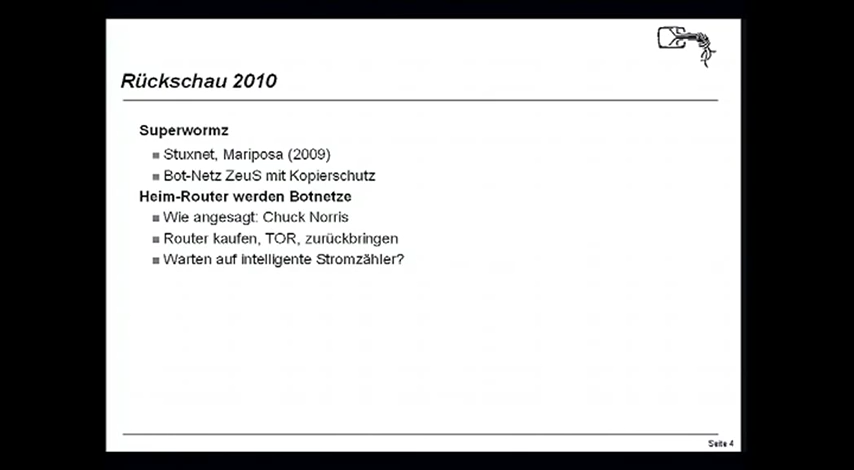 Rückschau 2010
Superwormz
Stuxnet, Mariposa (2009)
Bot-Netz ZeuS mit Kopierschutz
Heim-Router werden Botnetze
Wie angesagt: Chuck Norris
Router kaufen, TOR, zurückbringen
Warten auf intelligente Stromzähler?
Seite 4